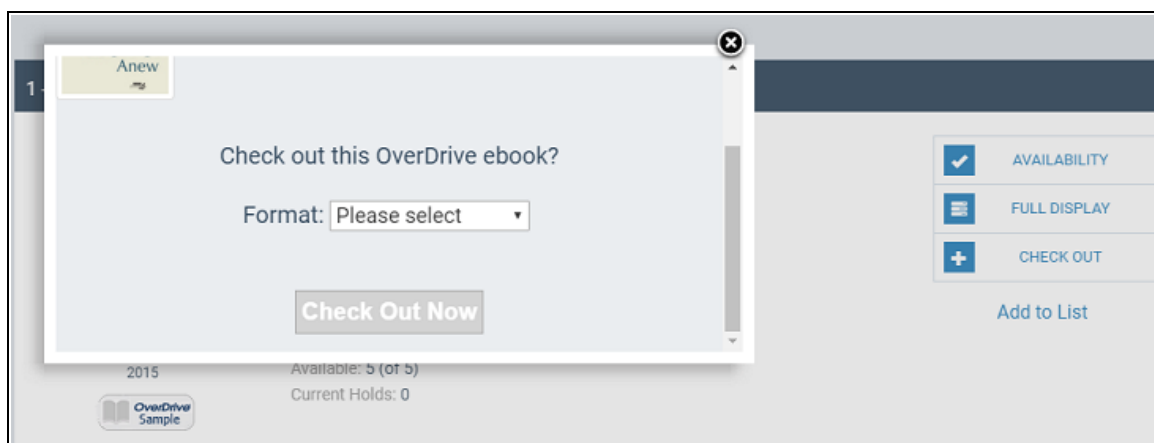 Anew
1
Check out this OverDrive ebook?
Format: Please select
Check Out Now
AVAILABILITY
FULL DISPLAY
CHECK OUT
Add to List
2015
Available: 5 (of 5)
Current Holds: 0
OverDrive
Sample